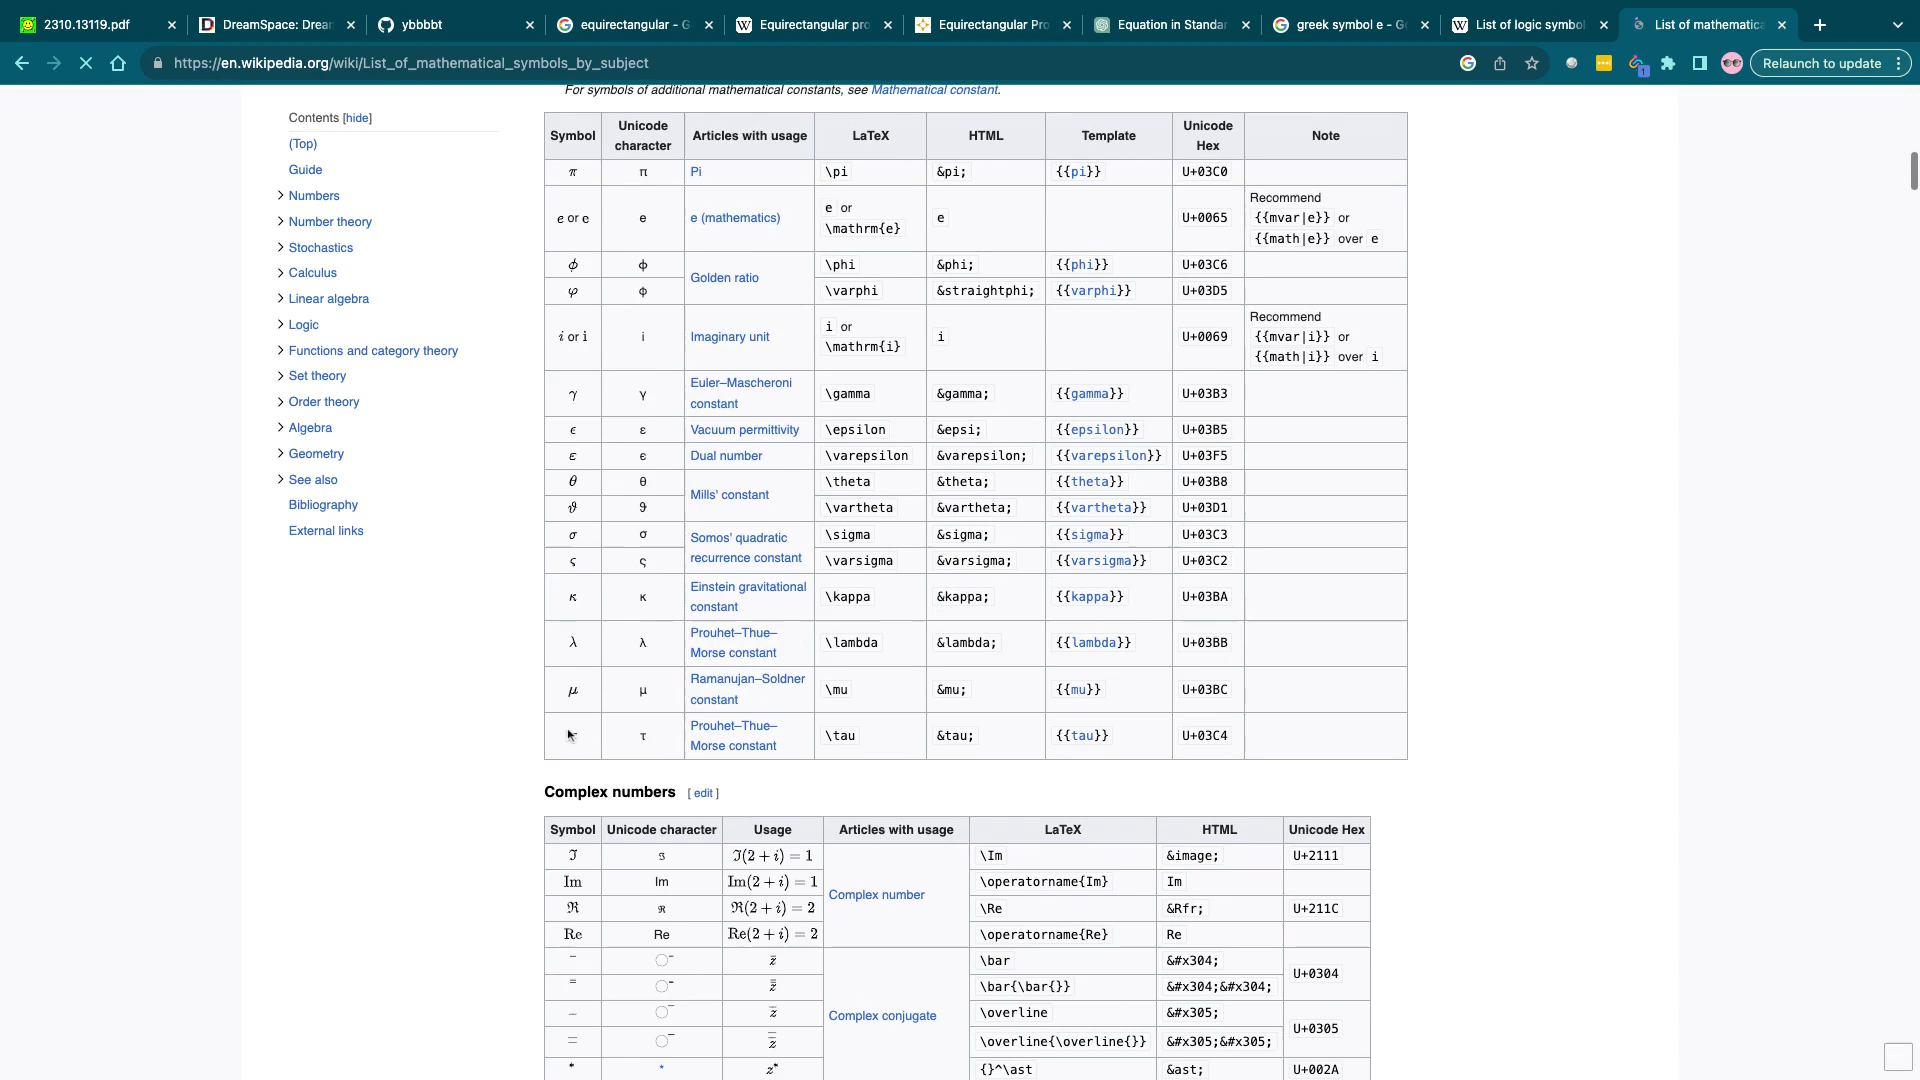 2310.13119.pdf
DreamSpace: Drean
ybbbbt
equirectangular - G
Equirectangular pro
Equirectangular Pro
Equation in Standar
greek symbol e - Go
List of logic symbol
List of mathematica
https://en.wikipedia.org/wiki/List_of_mathematical_symbols_by_subject
1
Relaunch to update
Contents [hide]
(Top)
Guide
Numbers
Number theory
Stochastics
Calculus
Linear algebra
Logic
Functions and category theory
Set theory
Order theory
Algebra
Geometry
See also
Bibliography
External links
For symbols of additional mathematical constants, see Mathematical constant.
Symbol Unicode character Articles with usage LaTeX HTML Template Unicode Hex Note
π π Pi \pi &pi; {{pi}} U+03C0
e or e e e (mathematics) e or \mathrm{e} e U+0065 Recommend {{mvar|e}} or {{math|e}} over e
ϕ ϕ Golden ratio \phi &phi; {{phi}} U+03C6
φ ϕ \varphi &straightphi; {{varphi}} U+03D5
i or i i Imaginary unit i or \mathrm{i} i U+0069 Recommend {{mvar|i}} or {{math|i}} over i
γ γ Euler–Mascheroni constant \gamma &gamma; {{gamma}} U+03B3
ϵ ε Vacuum permittivity \epsilon &epsi; {{epsilon}} U+03B5
ε ϵ Dual number \varepsilon &varepsilon; {{varepsilon}} U+03F5
θ θ Mills' constant \theta &theta; {{theta}} U+03B8
ϑ ϑ \vartheta &vartheta; {{vartheta}} U+03D1
σ σ Somos' quadratic recurrence constant \sigma &sigma; {{sigma}} U+03C3
ς ς \varsigma &varsigma; {{varsigma}} U+03C2
κ κ Einstein gravitational constant \kappa &kappa; {{kappa}} U+03BA
λ λ Prouhet–Thue–Morse constant \lambda &lambda; {{lambda}} U+03BB
μ μ Ramanujan–Soldner constant \mu &mu; {{mu}} U+03BC
τ Prouhet–Thue–Morse constant \tau &tau; {{tau}} U+03C4
Complex numbers [ edit ]
Symbol Unicode character Usage Articles with usage LaTeX HTML Unicode Hex
ℑ ℑ ℑ(2 + i) = 1 Complex number \Im &image; U+2111
Im Im Im(2 + i) = 1 \operatorname{Im} Im
ℜ ℜ ℜ(2 + i) = 2 \Re &Rfr; U+211C
Re Re Re(2 + i) = 2 \operatorname{Re} Re
¯ ◌̄ z̄ Complex conjugate \bar &#x304; U+0304
= ◌̄ z̄̄ \bar{\bar{}} &#x304;&#x304;
_ ◌̅ z̅ \overline &#x305; U+0305
= ◌̅ z̅̅ \overline{\overline{}} &#x305;&#x305;
* * z* {}^\ast &ast; U+002A